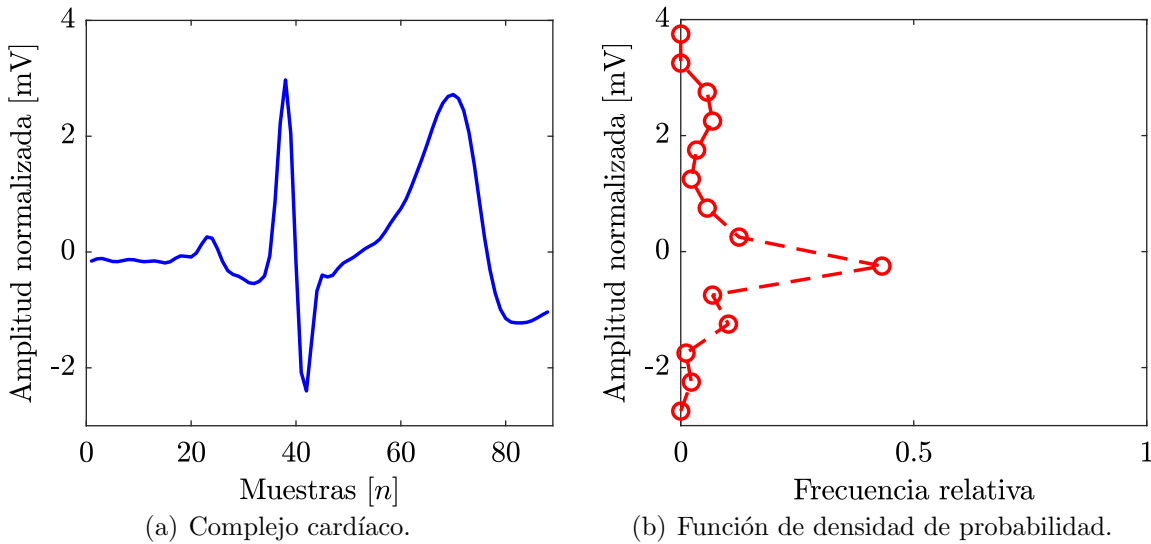 4
2
0
-2
Amplitud normalizada [mV]
0 20 40 60 80
Muestras [n]
(a) Complejo cardíaco.
4
2
0
-2
Amplitud normalizada [mV]
0 0.5 1
Frecuencia relativa
(b) Función de densidad de probabilidad.